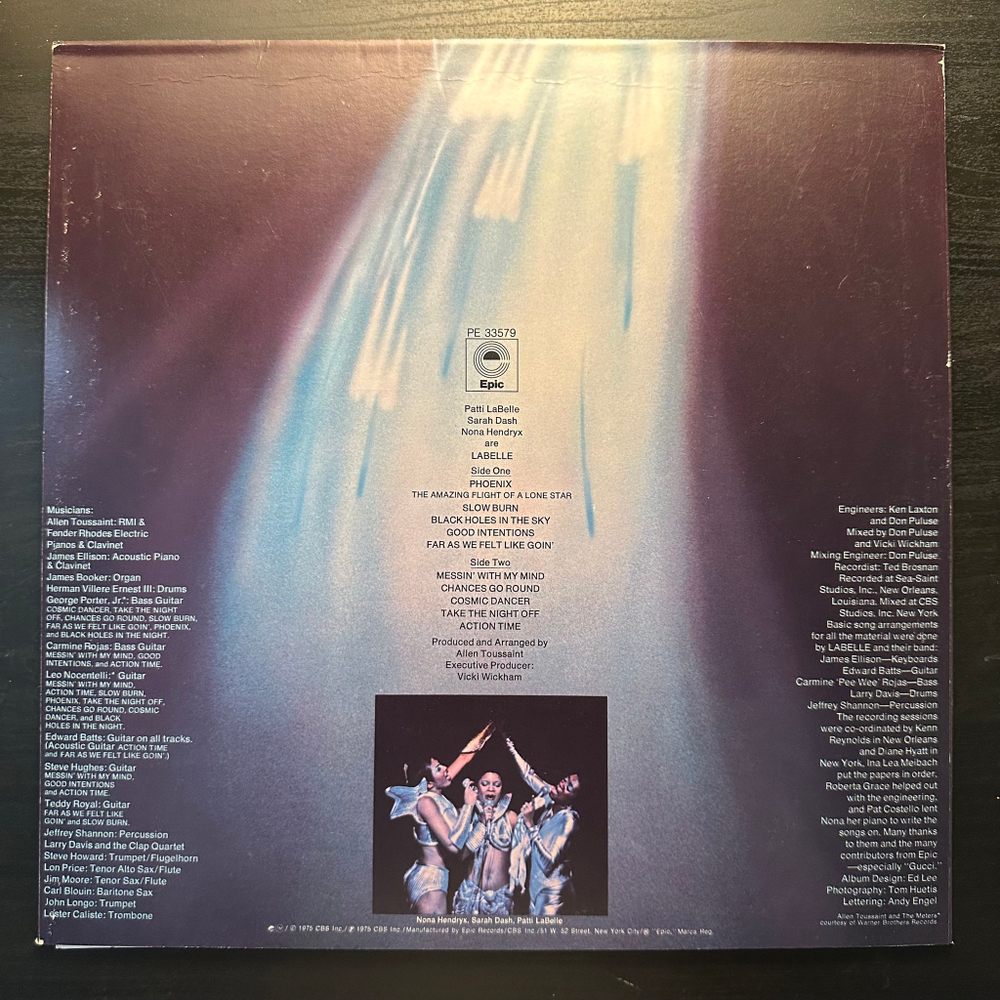 PE 33579
Epic
Patti LaBelle
Sarah Dash
Nona Hendryx
are
LABELLE
Side One
PHOENIX
THE AMAZING FLIGHT OF A LONE STAR
SLOW BURN
BLACK HOLES IN THE SKY
GOOD INTENTIONS
FAR AS WE FELT LIKE GOIN'
Side Two
MESSIN' WITH MY MIND
CHANCES GO ROUND
COSMIC DANCER
TAKE THE NIGHT OFF
ACTION TIME
Produced and Arranged by
Allen Toussaint
Executive Producer:
Vicki Wickham
Musicians:
Allen Toussaint: RMI &
Fender Rhodes Electric
Pianos & Clavinet
James Ellison: Acoustic Piano
& Clavinet
James Booker: Organ
Herman Villere Ernest III: Drums
George Porter, Jr.*: Bass Guitar
COSMIC DANCER, TAKE THE NIGHT
OFF, CHANCES GO ROUND, SLOW BURN,
FAR AS WE FELT LIKE GOIN', PHOENIX,
and BLACK HOLES IN THE NIGHT.
Carmine Rojas: Bass Guitar
MESSIN' WITH MY MIND, GOOD
INTENTIONS, and ACTION TIME.
Leo Nocentelli:* Guitar
MESSIN' WITH MY MIND,
ACTION TIME, SLOW BURN,
PHOENIX, TAKE THE NIGHT OFF,
CHANCES GO ROUND, COSMIC
DANCER, and BLACK
HOLES IN THE NIGHT.
Edward Batts: Guitar on all tracks.
(Acoustic Guitar ACTION TIME
and FAR AS WE FELT LIKE GOIN'.)
Steve Hughes: Guitar
MESSIN' WITH MY MIND,
GOOD INTENTIONS
and ACTION TIME.
Teddy Royal: Guitar
FAR AS WE FELT LIKE
GOIN' and SLOW BURN.
Jeffrey Shannon: Percussion
Larry Davis and the Clap Quartet
Steve Howard: Trumpet/Flugelhorn
Lon Price: Tenor Alto Sax/Flute
Jim Moore: Tenor Sax/Flute
Carl Blouin: Baritone Sax
John Longo: Trumpet
Lester Caliste: Trombone
Engineers: Ken Laxton
and Don Puluse
Mixed by Don Puluse
and Vicki Wickham
Mixing Engineer: Don Puluse
Recordist: Ted Brosnan
Recorded at Sea-Saint
Studios, Inc., New Orleans,
Louisiana. Mixed at CBS
Studios, Inc. New York
Basic song arrangements
for all the material were done
by LABELLE and their band:
James Ellison—Keyboards
Edward Batts—Guitar
Carmine 'Pee Wee' Rojas—Bass
Larry Davis—Drums
Jeffrey Shannon—Percussion
The recording sessions
were co-ordinated by Kenn
Reynolds in New Orleans
and Diane Hyatt in
New York, Ina Lea Meibach
put the papers in order,
Roberta Grace helped out
with the engineering,
and Pat Costello lent
Nona her piano to write the
songs on. Many thanks
to them and the many
contributors from Epic
—especially "Gucci."
Album Design: Ed Lee
Photography: Tom Huetis
Lettering: Andy Engel
Allen Toussaint and The Meters*
courtesy of Warner Brothers Records
Nona Hendryx, Sarah Dash, Patti LaBelle
© 1975 CBS Inc./℗ 1975 CBS Inc./Manufactured by Epic Records/CBS Inc./51 W. 52 Street, New York City/® "Epic," Marca Reg.